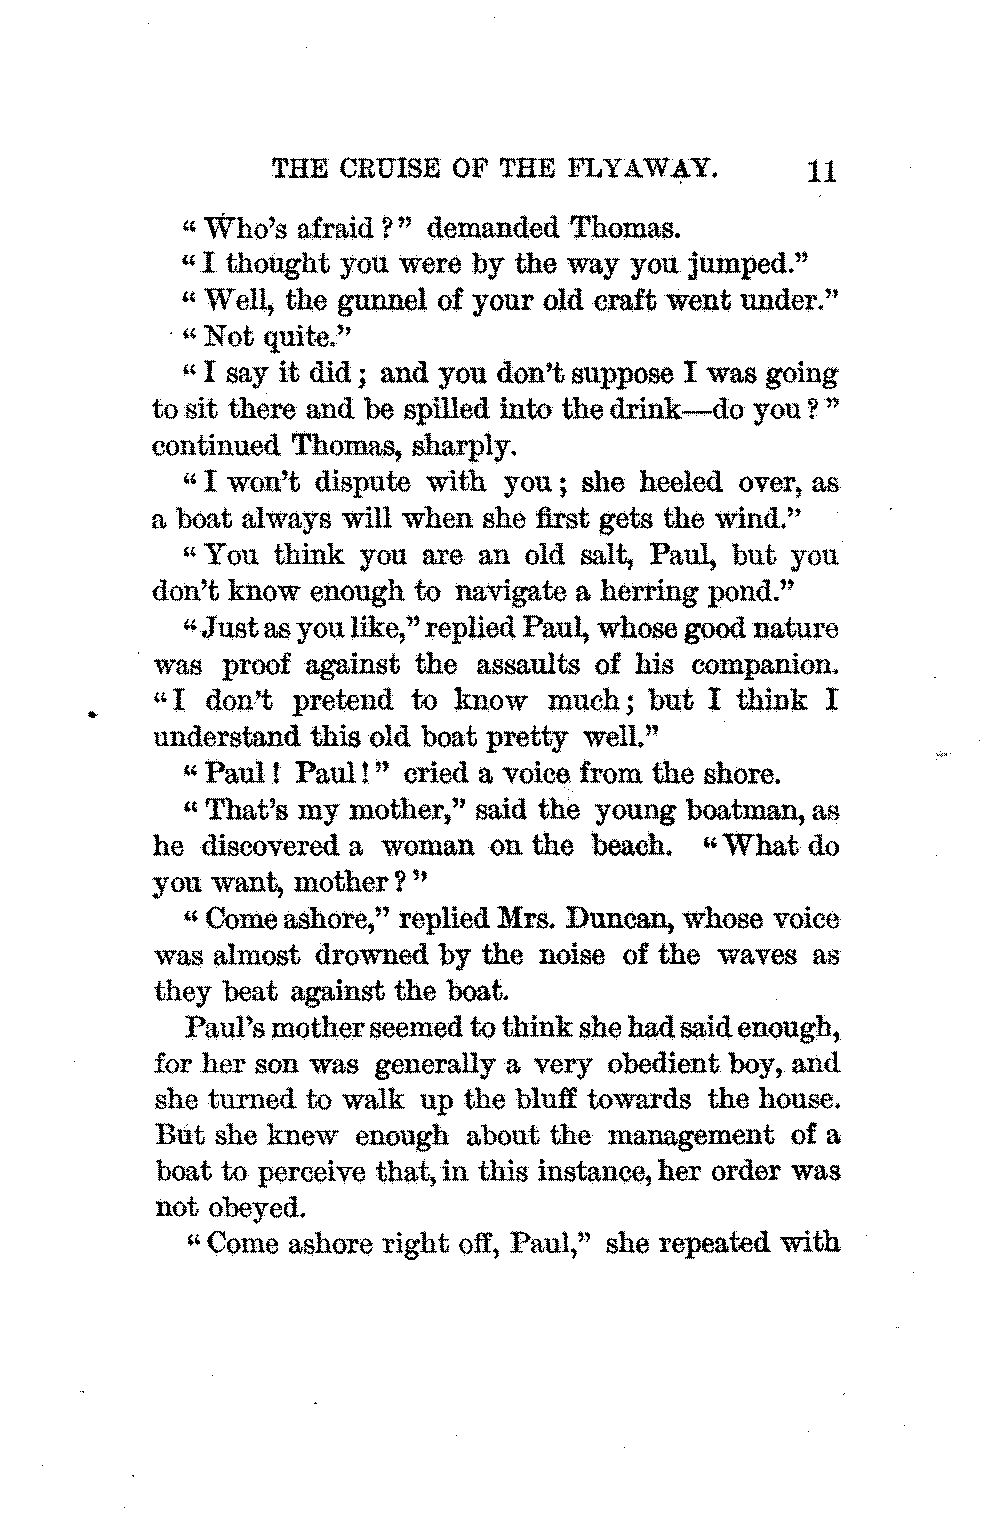 THE CRUISE OF THE FLYAWAY. 11
“Who's afraid?” demanded Thomas.
“I thought you were by the way you jumped.”
“Well, the gunnel of your old craft went under.”
“Not quite.”
“I say it did; and you don't suppose I was going
to sit there and be spilled into the drink—do you?”
continued Thomas, sharply.
“I won't dispute with you; she heeled over, as
a boat always will when she first gets the wind.”
“You think you are an old salt, Paul, but you
don't know enough to navigate a herring pond.”
“Just as you like,” replied Paul, whose good nature
was proof against the assaults of his companion.
“I don't pretend to know much; but I think I
understand this old boat pretty well.”
“Paul! Paul!” cried a voice from the shore.
“That's my mother,” said the young boatman, as
he discovered a woman on the beach. “What do
you want, mother?”
“Come ashore,” replied Mrs. Duncan, whose voice
was almost drowned by the noise of the waves as
they beat against the boat.
Paul's mother seemed to think she had said enough,
for her son was generally a very obedient boy, and
she turned to walk up the bluff towards the house.
But she knew enough about the management of a
boat to perceive that, in this instance, her order was
not obeyed.
“Come ashore right off, Paul,” she repeated with